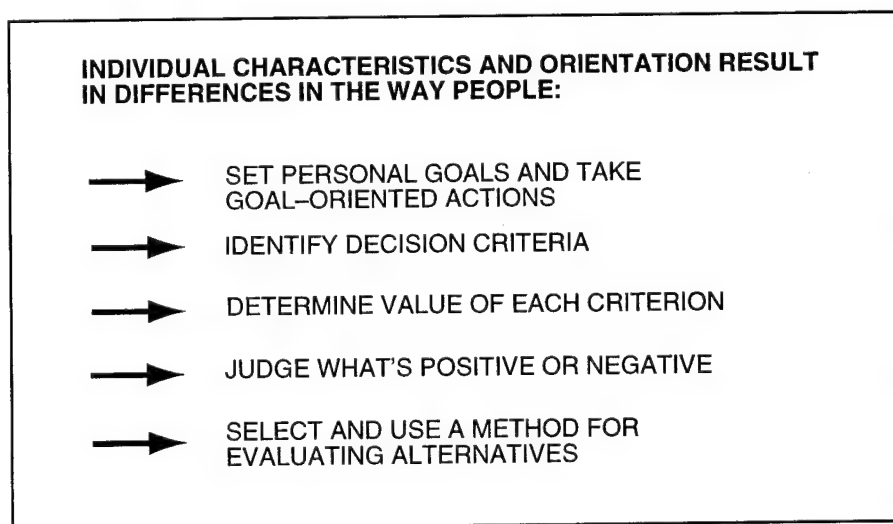 INDIVIDUAL CHARACTERISTICS AND ORIENTATION RESULT
IN DIFFERENCES IN THE WAY PEOPLE:
SET PERSONAL GOALS AND TAKE
GOAL–ORIENTED ACTIONS
IDENTIFY DECISION CRITERIA
DETERMINE VALUE OF EACH CRITERION
JUDGE WHAT'S POSITIVE OR NEGATIVE
SELECT AND USE A METHOD FOR
EVALUATING ALTERNATIVES